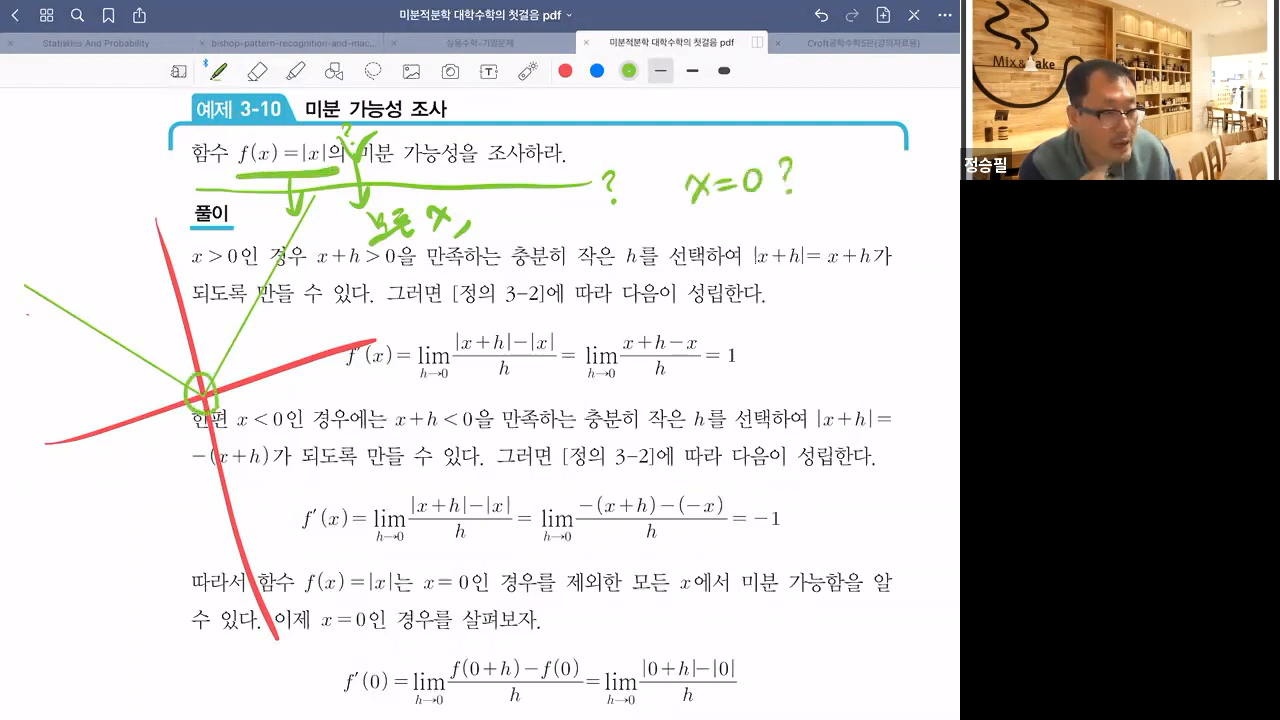 미분적분학 대학수학의 첫걸음 pdf
Statistics And Probability
bishop-pattern-recognition-and-mac...
실용수학-기말문제
미분적분학 대학수학의 첫걸음 pdf
Croft공학수학5판(강의자료용)
Mix&Bake
정승필
예제 3-10 미분 가능성 조사
함수 f(x)=|x|의 미분 가능성을 조사하라.
? x=0?
모든 x,
풀이
x>0인 경우 x+h>0을 만족하는 충분히 작은 h를 선택하여 |x+h|=x+h가
되도록 만들 수 있다. 그러면 [정의 3-2]에 따라 다음이 성립한다.
f′(x)=lim_{h→0} (|x+h|-|x|)/h = lim_{h→0} (x+h-x)/h = 1
한편 x<0인 경우에는 x+h<0을 만족하는 충분히 작은 h를 선택하여 |x+h|=
-(x+h)가 되도록 만들 수 있다. 그러면 [정의 3-2]에 따라 다음이 성립한다.
f′(x)=lim_{h→0} (|x+h|-|x|)/h = lim_{h→0} (-(x+h)-(-x))/h = -1
따라서 함수 f(x)=|x|는 x=0인 경우를 제외한 모든 x에서 미분 가능함을 알
수 있다. 이제 x=0인 경우를 살펴보자.
f′(0)=lim_{h→0} (f(0+h)-f(0))/h = lim_{h→0} (|0+h|-|0|)/h